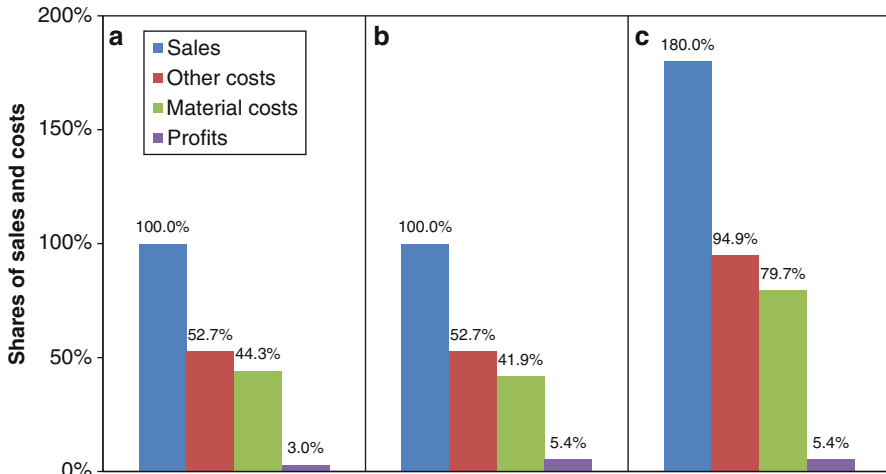 Shares of sales and costs
200%
150%
100%
50%
0%
a
Sales
Other costs
Material costs
Profits
100.0%
52.7%
44.3%
3.0%
b
100.0%
52.7%
41.9%
5.4%
c
180.0%
94.9%
79.7%
5.4%